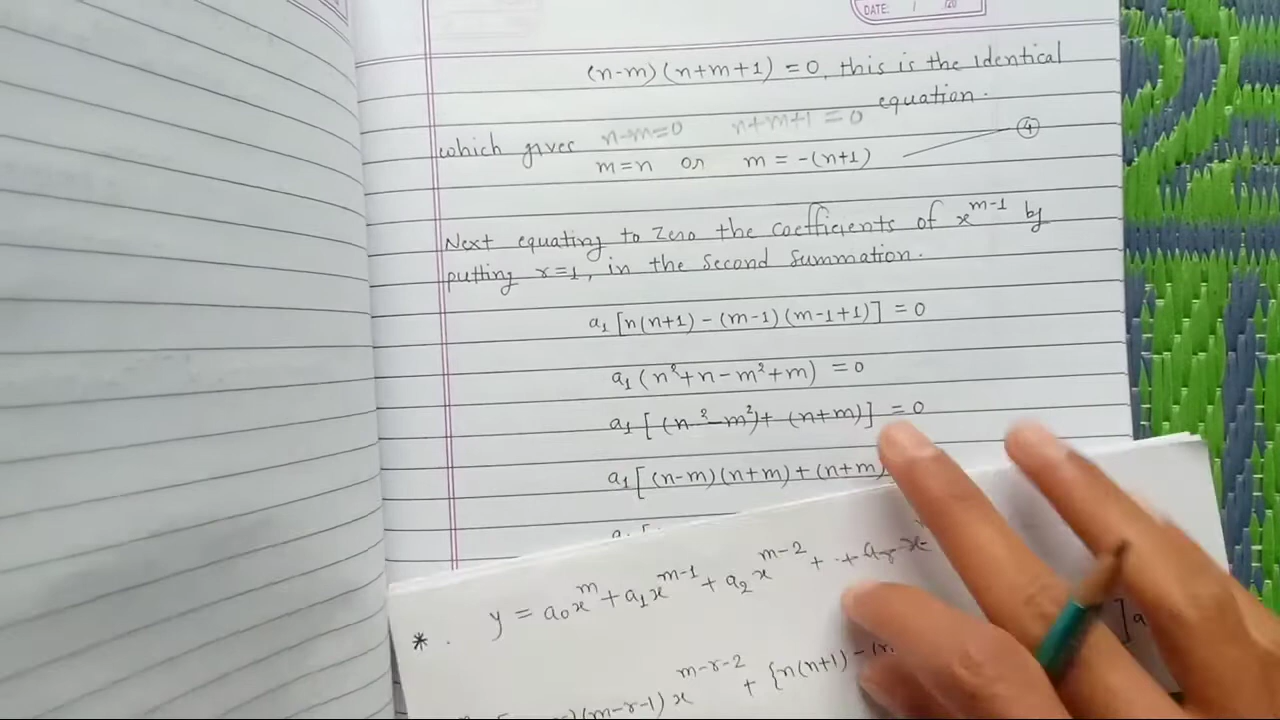 DATE: / /20
(n-m)(n+m+1) = 0, this is the identical
equation.
n-m=0 n+m+1=0
which gives m=n or m = -(n+1) ④
Next equating to zero the coefficients of x^{m-1} by
putting r=1, in the second summation.
a₁[n(n+1) - (m-1)(m-1+1)] = 0
a₁(n²+n-m²+m) = 0
a₁[(n²-m²)+(n+m)] = 0
a₁[(n-m)(n+m)+(n+m)
* . y = a₀x^m + a₁x^{m-1} + a₂x^{m-2} +
)(m-r-1)x^{m-r-2} + {n(n+1)-(